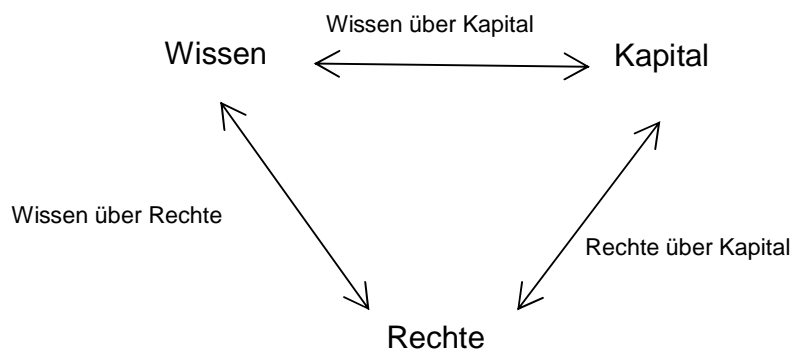 Wissen über Kapital
Wissen
Kapital
Wissen über Rechte
Rechte über Kapital
Rechte